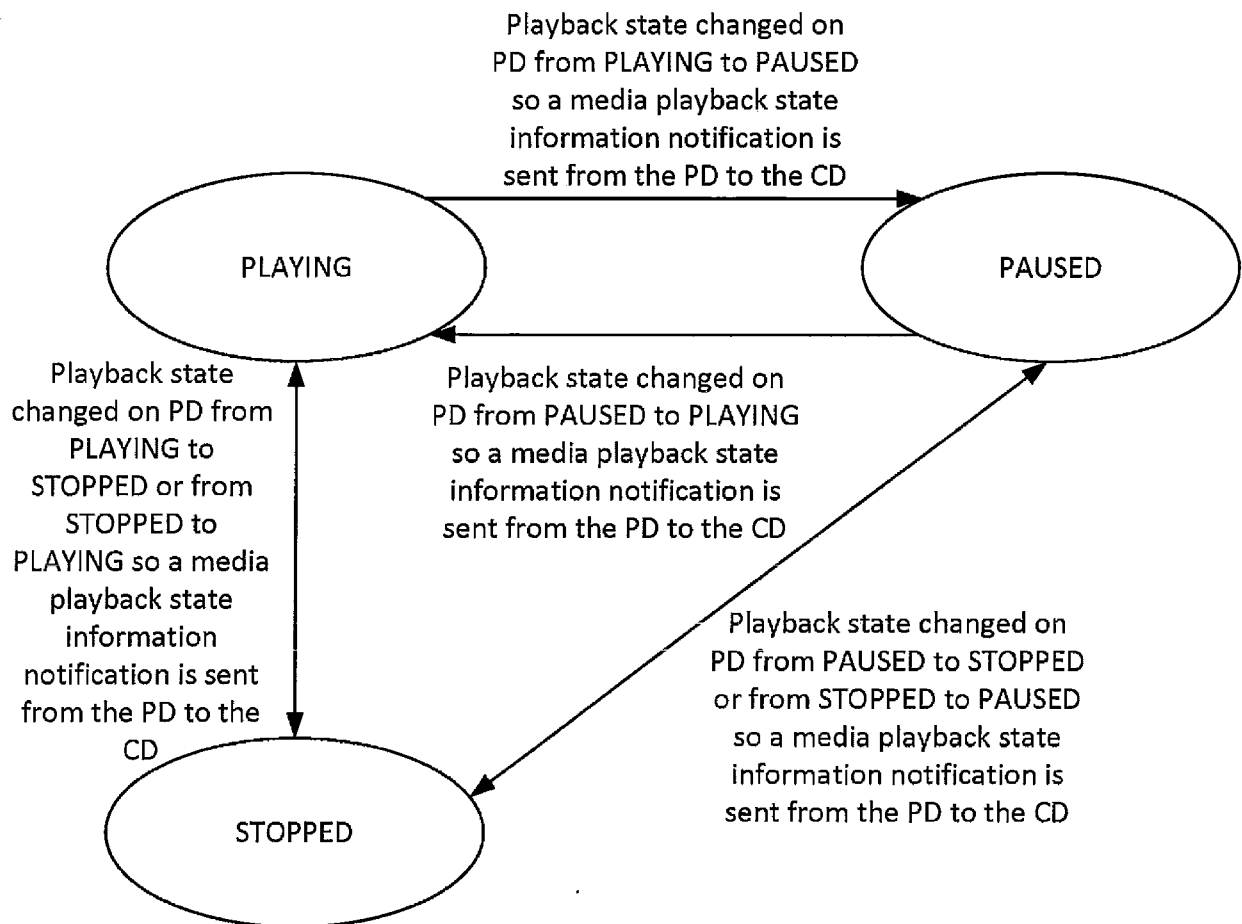 Playback state changed on
PD from PLAYING to PAUSED
so a media playback state
information notification is
sent from the PD to the CD
PLAYING
PAUSED
Playback state
changed on PD from
PLAYING to
STOPPED or from
STOPPED to
PLAYING so a media
playback state
information
notification is sent
from the PD to the
CD
Playback state changed on
PD from PAUSED to PLAYING
so a media playback state
information notification is
sent from the PD to the CD
Playback state changed on
PD from PAUSED to STOPPED
or from STOPPED to PAUSED
so a media playback state
information notification is
sent from the PD to the CD
STOPPED